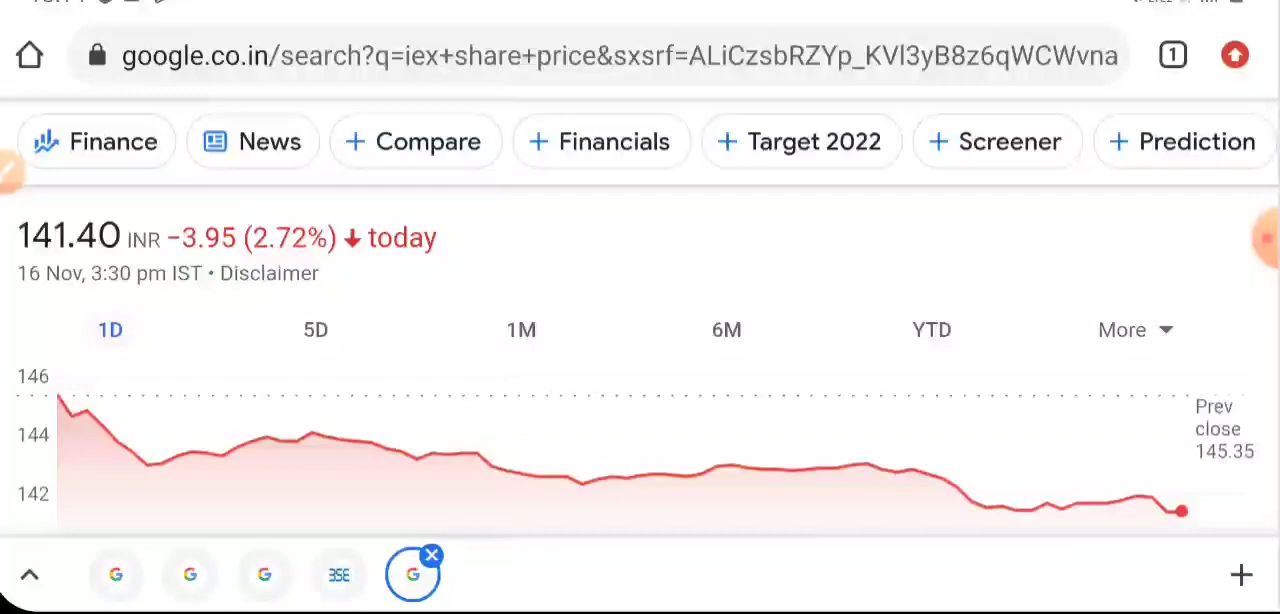 google.co.in/search?q=iex+share+price&sxsrf=ALiCzsbRZYp_KVl3yB8z6qWCWvna 1
Finance News + Compare + Financials + Target 2022 + Screener + Prediction
141.40 INR −3.95 (2.72%) ↓ today
16 Nov, 3:30 pm IST • Disclaimer
1D 5D 1M 6M YTD More
146
144
142
Prev
close
145.35
G G G BSE G